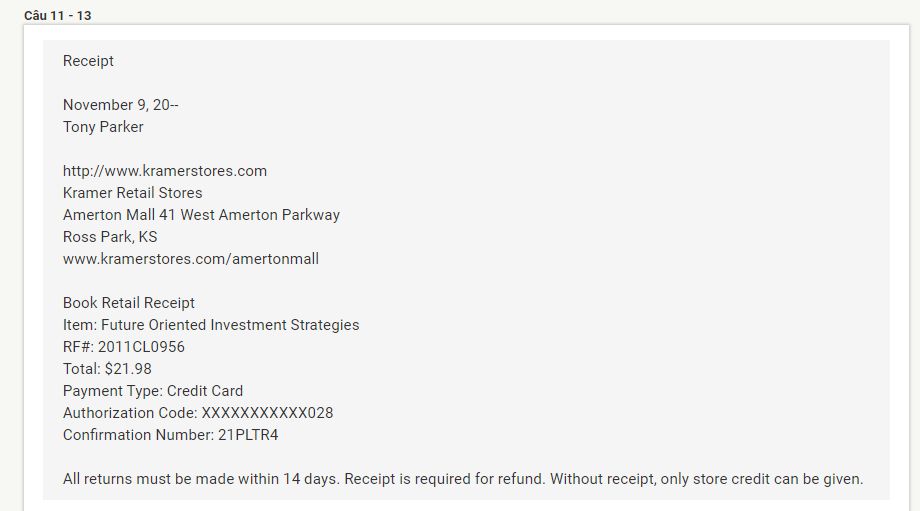 Câu 11 - 13
Receipt
November 9, 20--
Tony Parker
http://www.kramerstores.com
Kramer Retail Stores
Amerton Mall 41 West Amerton Parkway
Ross Park, KS
www.kramerstores.com/amertonmall
Book Retail Receipt
Item: Future Oriented Investment Strategies
RF#: 2011CL0956
Total: $21.98
Payment Type: Credit Card
Authorization Code: XXXXXXXXXXX028
Confirmation Number: 21PLTR4
All returns must be made within 14 days. Receipt is required for refund. Without receipt, only store credit can be given.